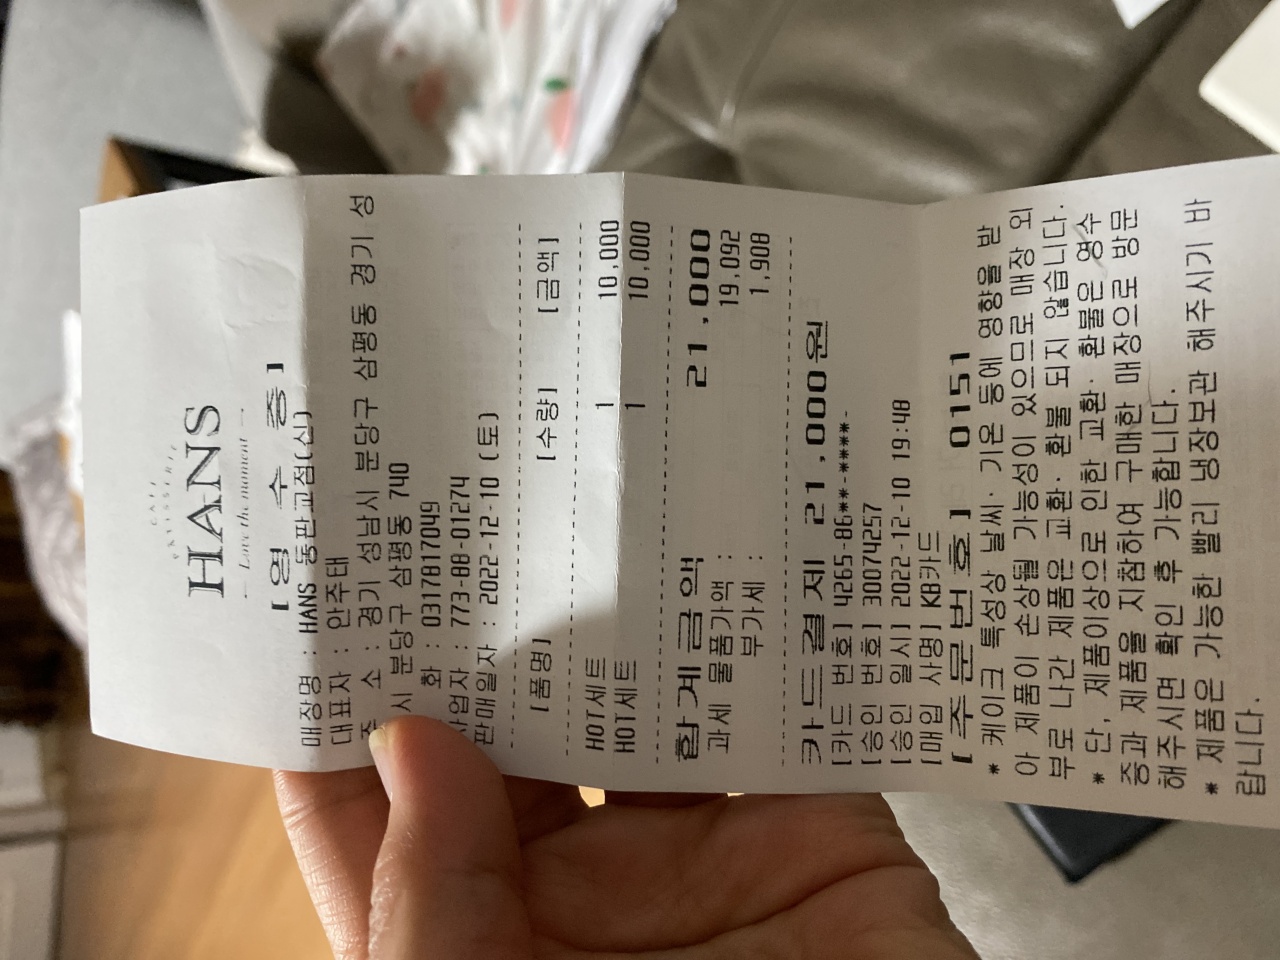 CAFE
PATISSERIE
HANS
Love the moment
[ 영 수 증 ]
매장명 : HANS 동판교점(신)
대표자 : 안주태
주 소 : 경기 성남시 분당구 삼평동 경기 성
시 분당구 삼평동 740
화 : 0317817049
사업자 : 773-88-01274
판매일자 : 2022-12-10 (토)
[품명] [수량] [금액]
HOT세트 1 10,000
HOT세트 1 10,000
합계금액 21,000
과세 물품가액 : 19,092
부가세 : 1,908
카드결제 21,000원
[카드 번호] 4265-86**-****-
[승인 번호] 30074257
[승인 일시] 2022-12-10 19:48
[매입 사명] KB카드
[주문번호] 0151
* 케이크 특성상 날씨· 기온 등에 영향을 받
아 제품이 손상될 가능성이 있으므로 매장 외
부로 나간 제품은 교환· 환불 되지 않습니다.
* 단, 제품이상으로 인한 교환· 환불은 영수
증과 제품을 지참하여 구매한 매장으로 방문
해주시면 확인 후 가능합니다.
* 제품은 가능한 빨리 냉장보관 해주시기 바
랍니다.